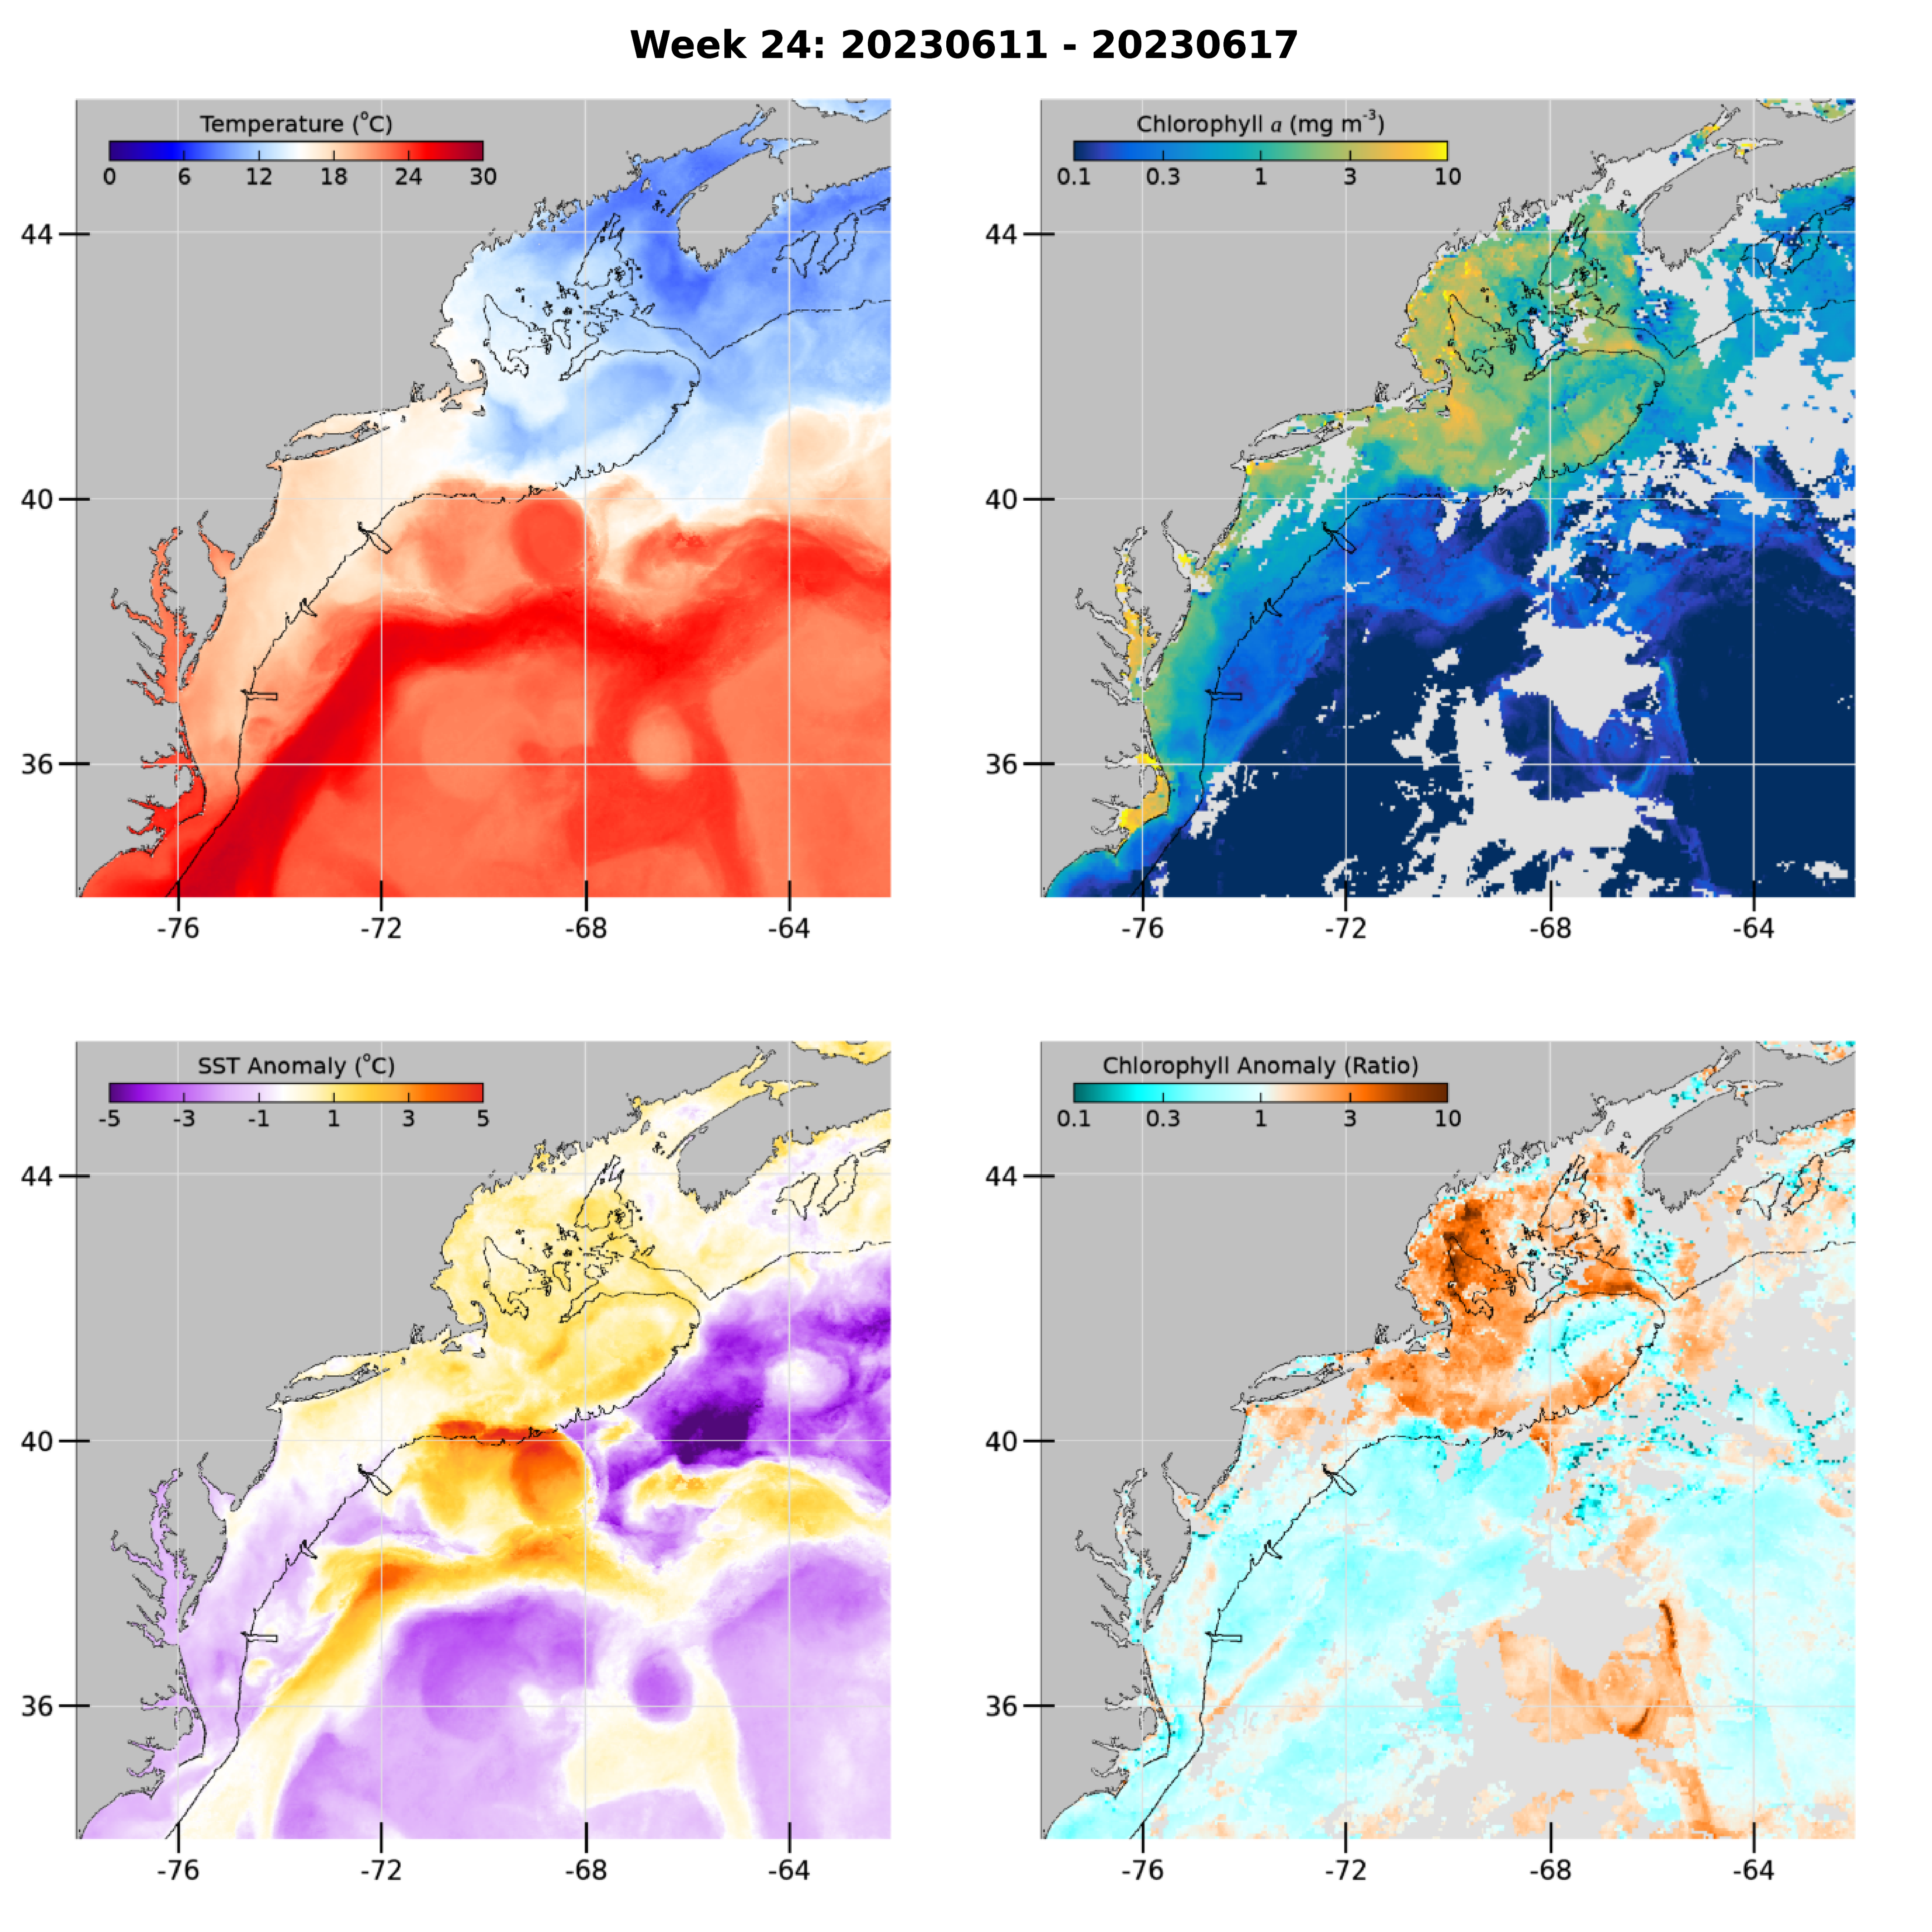 Week 24: 20230611 - 20230617
Temperature (°C)
0 6 12 18 24 30
44
40
36
-76 -72 -68 -64
Chlorophyll a (mg m⁻³)
0.1 0.3 1 3 10
44
40
36
-76 -72 -68 -64
SST Anomaly (°C)
-5 -3 -1 1 3 5
44
40
36
-76 -72 -68 -64
Chlorophyll Anomaly (Ratio)
0.1 0.3 1 3 10
44
40
36
-76 -72 -68 -64